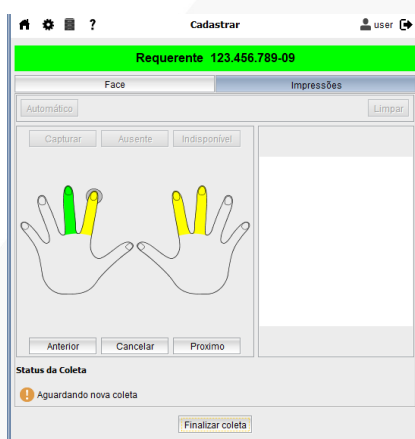 ? Cadastrar user
Requerente 123.456.789-09
Face Impressões
Automático Limpar
Capturar Ausente Indisponível
Anterior Cancelar Proximo
Status da Coleta
Aguardando nova coleta
Finalizar coleta